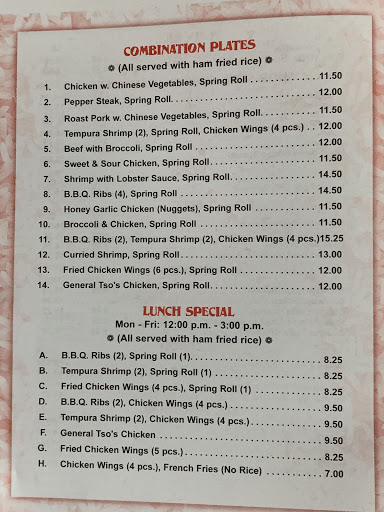 COMBINATION PLATES
(All served with ham fried rice)
1. Chicken w. Chinese Vegetables, Spring Roll . . . . . . . . . . . . 11.50
2. Pepper Steak, Spring Roll. . . . . . . . . . . . . . . . . . . . . . . . . . 12.00
3. Roast Pork w. Chinese Vegetables, Spring Roll. . . . . . . . . . 11.50
4. Tempura Shrimp (2), Spring Roll, Chicken Wings (4 pcs.) . . 12.00
5. Beef with Broccoli, Spring Roll . . . . . . . . . . . . . . . . . . . . . . 12.00
6. Sweet & Sour Chicken, Spring Roll. . . . . . . . . . . . . . . . . . . 11.50
7. Shrimp with Lobster Sauce, Spring Roll. . . . . . . . . . . . . . . . 14.50
8. B.B.Q. Ribs (4), Spring Roll . . . . . . . . . . . . . . . . . . . . . . . . 14.50
9. Honey Garlic Chicken (Nuggets), Spring Roll . . . . . . . . . . . 11.50
10. Broccoli & Chicken, Spring Roll . . . . . . . . . . . . . . . . . . . . . 11.50
11. B.B.Q. Ribs (2), Tempura Shrimp (2), Chicken Wings (4 pcs.)15.25
12. Curried Shrimp, Spring Roll. . . . . . . . . . . . . . . . . . . . . . . . 13.00
13. Fried Chicken Wings (6 pcs.), Spring Roll . . . . . . . . . . . . . 12.00
14. General Tso's Chicken, Spring Roll. . . . . . . . . . . . . . . . . . 12.00
LUNCH SPECIAL
Mon - Fri: 12:00 p.m. - 3:00 p.m.
(All served with ham fried rice)
A. B.B.Q. Ribs (2), Spring Roll (1). . . . . . . . . . . . . . . . . . . . . . 8.25
B. Tempura Shrimp (2), Spring Roll (1) . . . . . . . . . . . . . . . . . . 8.25
C. Fried Chicken Wings (4 pcs.), Spring Roll (1) . . . . . . . . . . . 8.25
D. B.B.Q. Ribs (2), Chicken Wings (4 pcs.) . . . . . . . . . . . . . . . 9.50
E. Tempura Shrimp (2), Chicken Wings (4 pcs.). . . . . . . . . . . . 9.50
F. General Tso's Chicken . . . . . . . . . . . . . . . . . . . . . . . . . . . 9.50
G. Fried Chicken Wings (5 pcs.) . . . . . . . . . . . . . . . . . . . . . . . 8.25
H. Chicken Wings (4 pcs.), French Fries (No Rice) . . . . . . . . . . 7.00